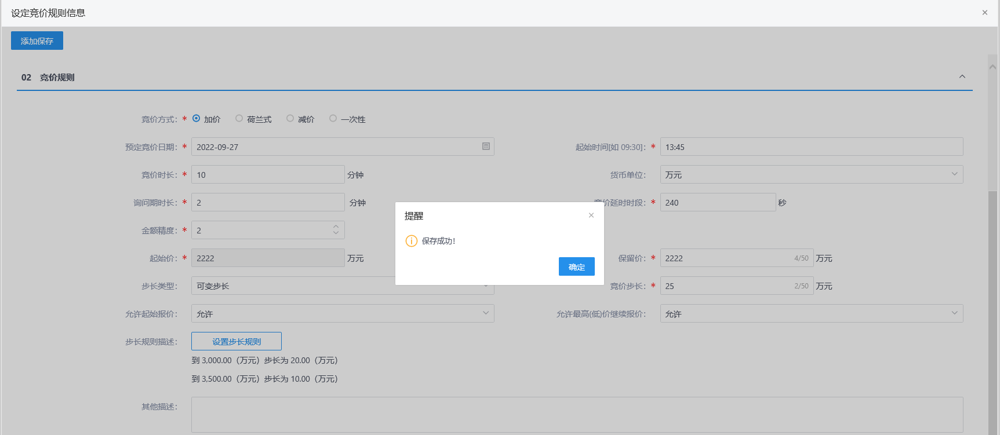 设定竞价规则信息
添加保存
02 竞价规则
竞价方式： * 加价 荷兰式 减价 一次性
预定竞价日期： * 2022-09-27 起始时间[如 09:30]： * 13:45
竞价时长： * 10 分钟 货币单位： 万元
询问期时长： * 2 分钟 竞价延时时段： * 240 秒
金额精度： * 2
提醒
保存成功！
确定
起始价： * 2222 万元 保留价： * 2222 4/50 万元
步长类型： 可变步长 竞价步长： * 25 2/50 万元
允许起始报价： 允许 允许最高(低)价继续报价： 允许
步长规则描述： 设置步长规则
到 3,000.00（万元）步长为 20.00（万元）
到 3,500.00（万元）步长为 10.00（万元）
其他描述：